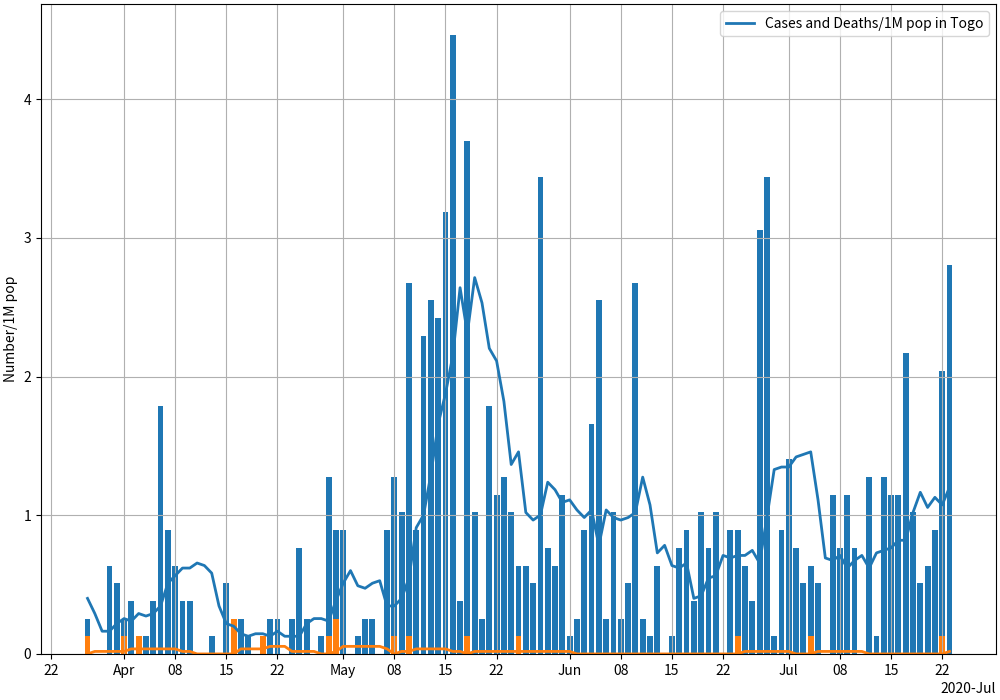 Cases and Deaths/1M pop in Togo
Number/1M pop
4
3
2
1
0
22 Apr 08 15 22 May 08 15 22 Jun 08 15 22 Jul 08 15 22
2020-Jul